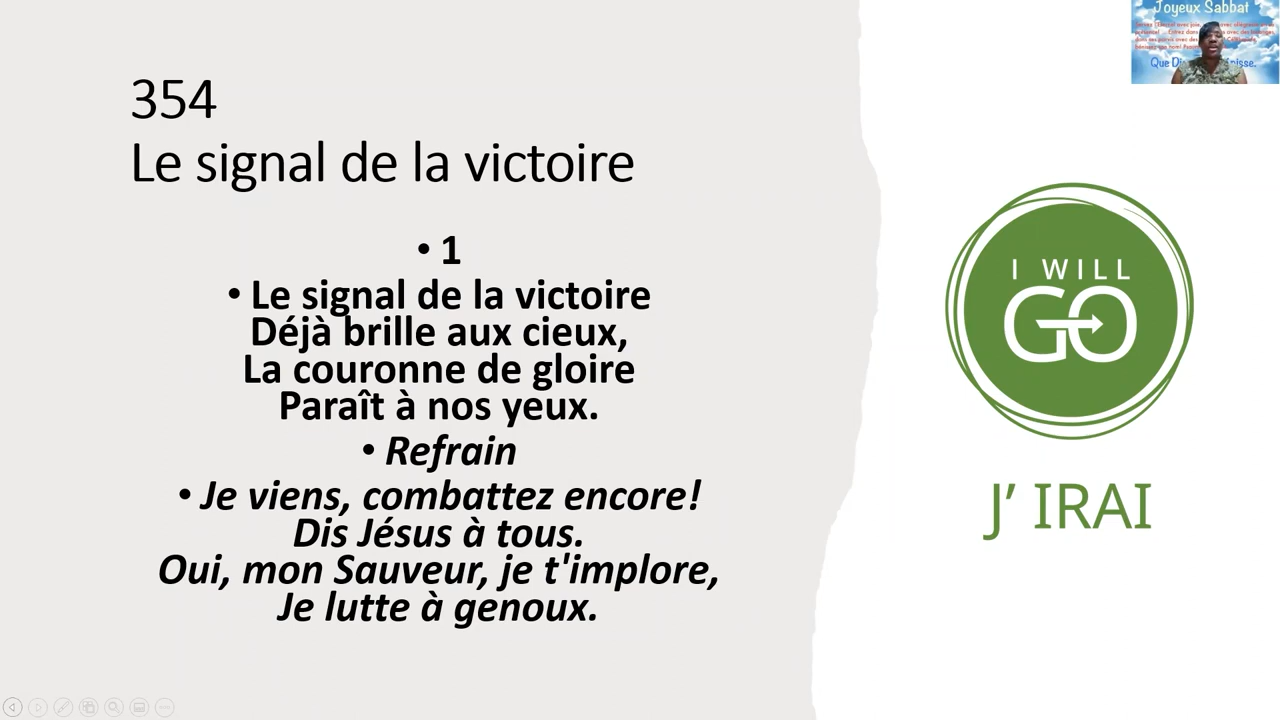 354
Le signal de la victoire
• 1
• Le signal de la victoire
Déjà brille aux cieux,
La couronne de gloire
Paraît à nos yeux.
• Refrain
• Je viens, combattez encore!
Dis Jésus à tous.
Oui, mon Sauveur, je t'implore,
Je lutte à genoux.
Joyeux Sabbat
I WILL
GO
J' IRAI